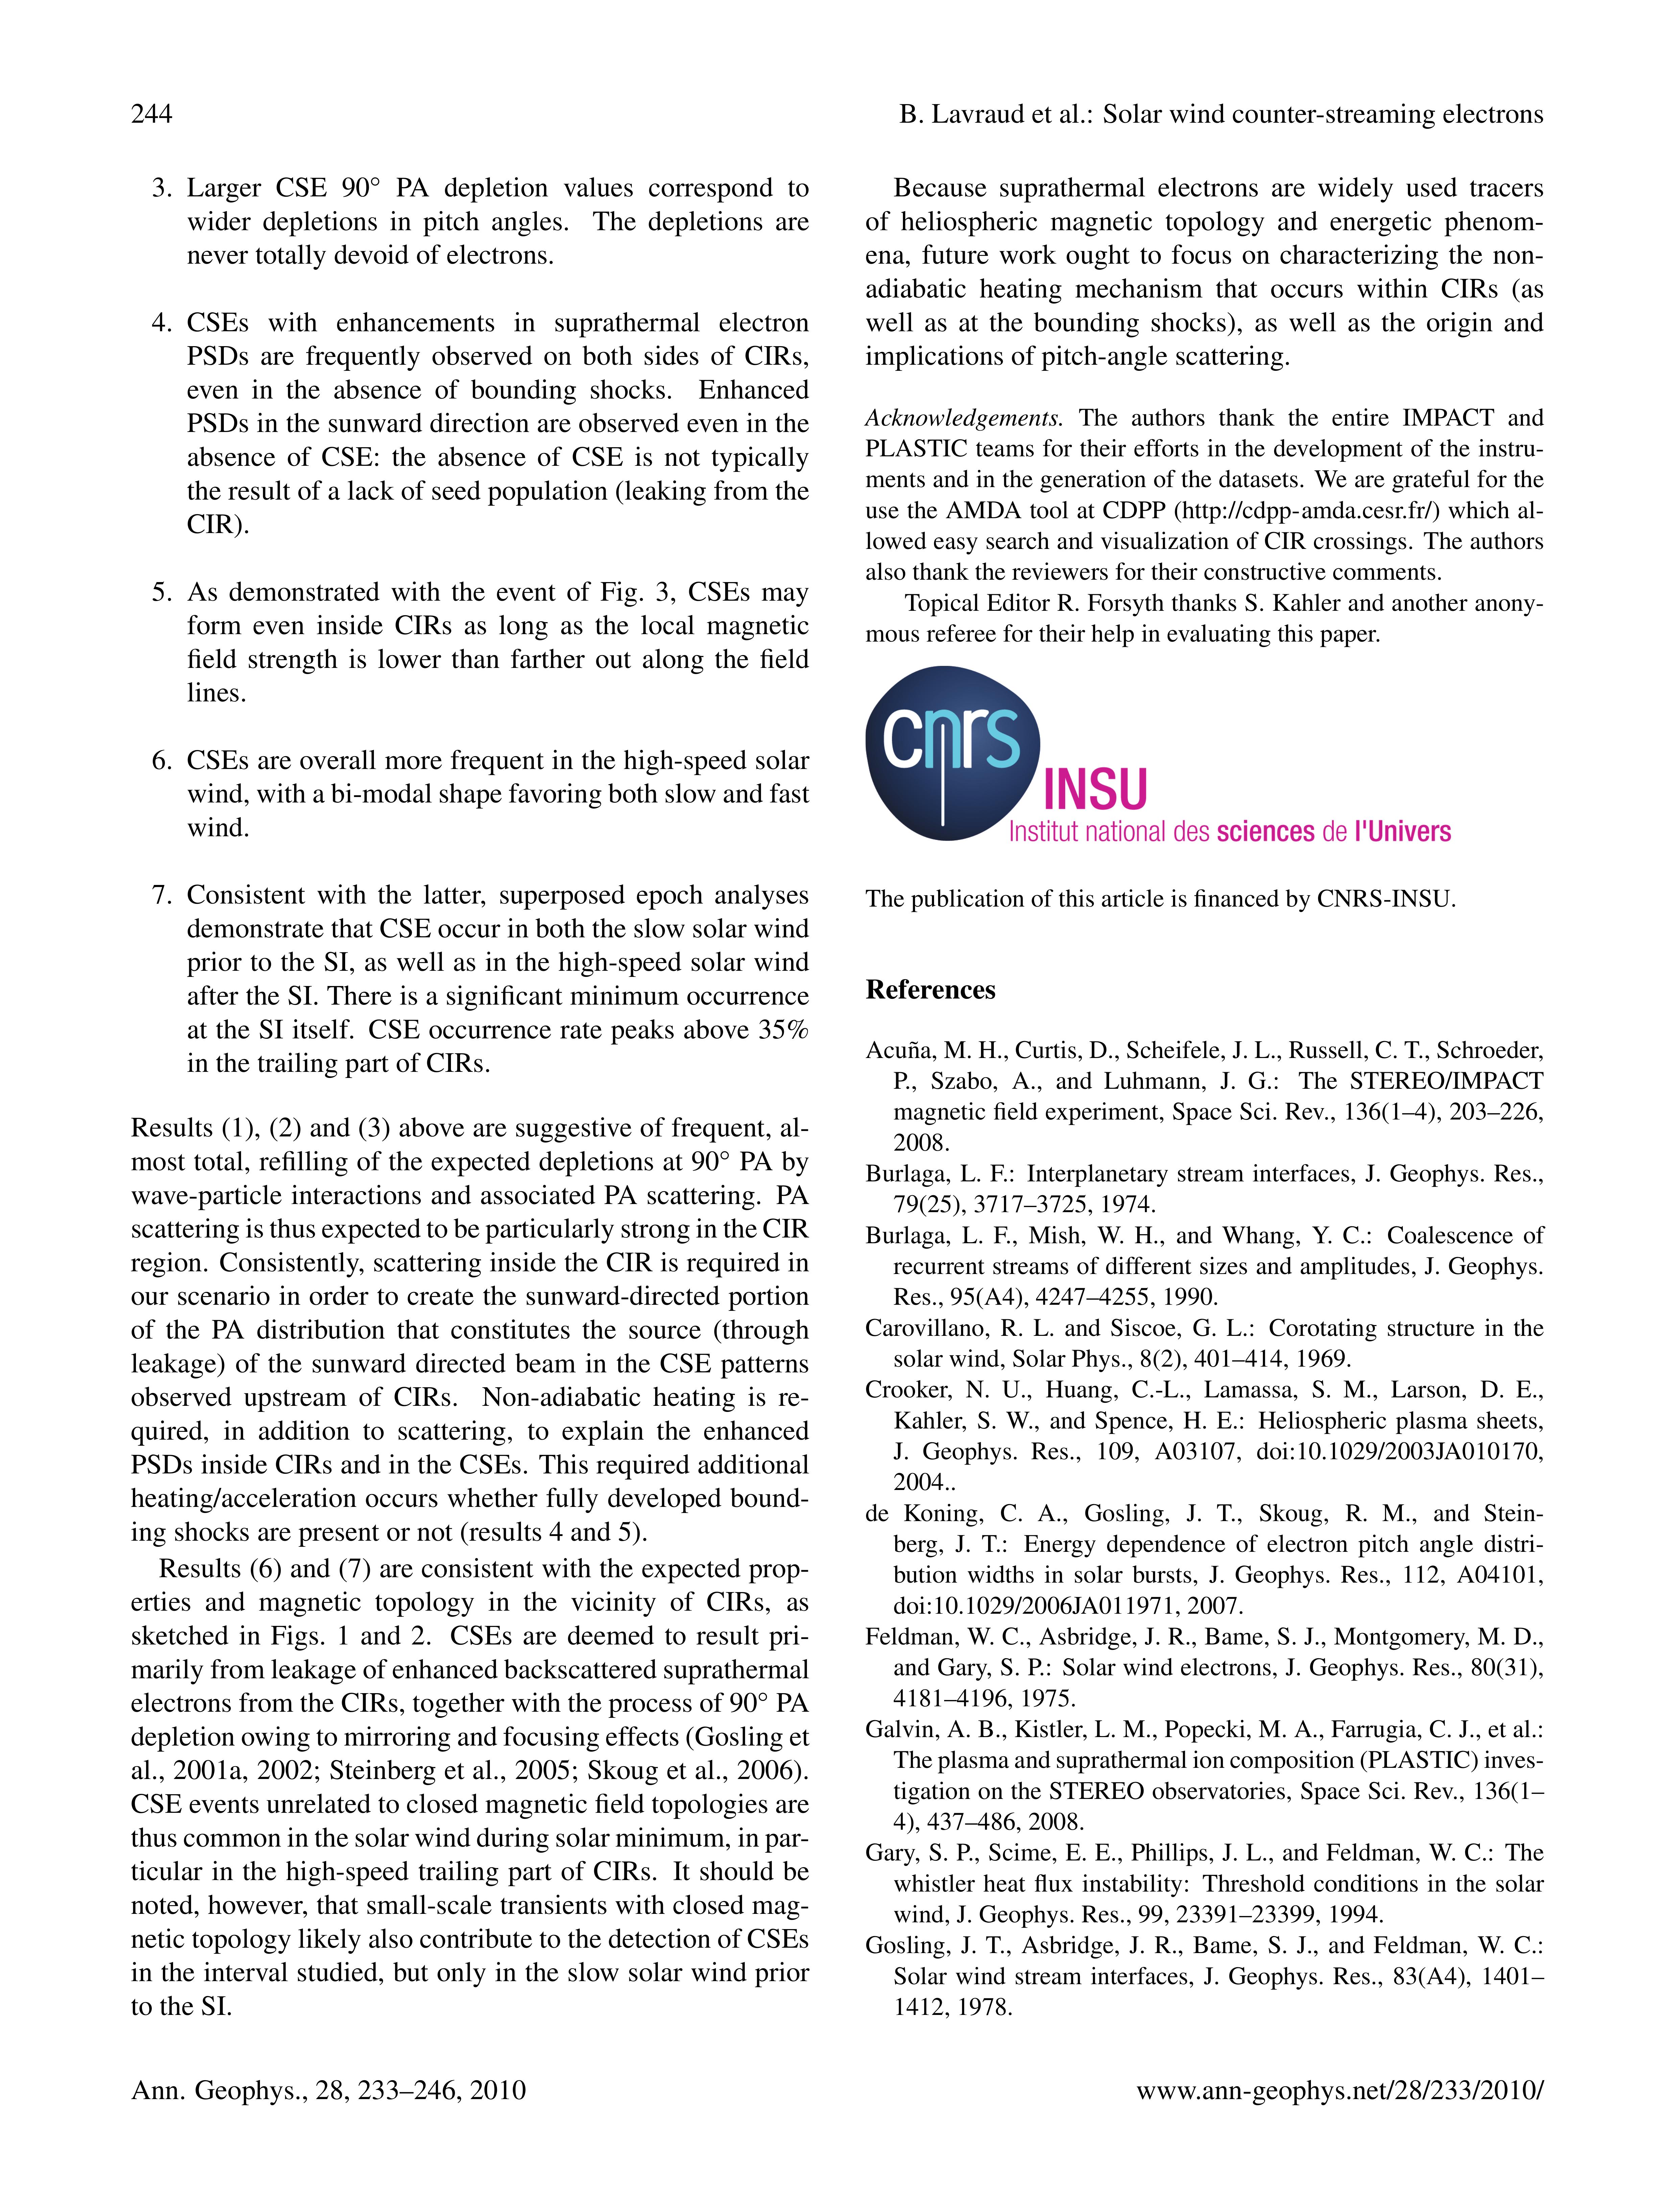 244
B. Lavraud et al.: Solar wind counter-streaming electrons
3. Larger CSE 90° PA depletion values correspond to
wider depletions in pitch angles. The depletions are
never totally devoid of electrons.
4. CSEs with enhancements in suprathermal electron
PSDs are frequently observed on both sides of CIRs,
even in the absence of bounding shocks. Enhanced
PSDs in the sunward direction are observed even in the
absence of CSE: the absence of CSE is not typically
the result of a lack of seed population (leaking from the
CIR).
5. As demonstrated with the event of Fig. 3, CSEs may
form even inside CIRs as long as the local magnetic
field strength is lower than farther out along the field
lines.
6. CSEs are overall more frequent in the high-speed solar
wind, with a bi-modal shape favoring both slow and fast
wind.
7. Consistent with the latter, superposed epoch analyses
demonstrate that CSE occur in both the slow solar wind
prior to the SI, as well as in the high-speed solar wind
after the SI. There is a significant minimum occurrence
at the SI itself. CSE occurrence rate peaks above 35%
in the trailing part of CIRs.
Results (1), (2) and (3) above are suggestive of frequent, al-
most total, refilling of the expected depletions at 90° PA by
wave-particle interactions and associated PA scattering. PA
scattering is thus expected to be particularly strong in the CIR
region. Consistently, scattering inside the CIR is required in
our scenario in order to create the sunward-directed portion
of the PA distribution that constitutes the source (through
leakage) of the sunward directed beam in the CSE patterns
observed upstream of CIRs. Non-adiabatic heating is re-
quired, in addition to scattering, to explain the enhanced
PSDs inside CIRs and in the CSEs. This required additional
heating/acceleration occurs whether fully developed bound-
ing shocks are present or not (results 4 and 5).
Results (6) and (7) are consistent with the expected prop-
erties and magnetic topology in the vicinity of CIRs, as
sketched in Figs. 1 and 2. CSEs are deemed to result pri-
marily from leakage of enhanced backscattered suprathermal
electrons from the CIRs, together with the process of 90° PA
depletion owing to mirroring and focusing effects (Gosling et
al., 2001a, 2002; Steinberg et al., 2005; Skoug et al., 2006).
CSE events unrelated to closed magnetic field topologies are
thus common in the solar wind during solar minimum, in par-
ticular in the high-speed trailing part of CIRs. It should be
noted, however, that small-scale transients with closed mag-
netic topology likely also contribute to the detection of CSEs
in the interval studied, but only in the slow solar wind prior
to the SI.
Because suprathermal electrons are widely used tracers
of heliospheric magnetic topology and energetic phenom-
ena, future work ought to focus on characterizing the non-
adiabatic heating mechanism that occurs within CIRs (as
well as at the bounding shocks), as well as the origin and
implications of pitch-angle scattering.
Acknowledgements. The authors thank the entire IMPACT and
PLASTIC teams for their efforts in the development of the instru-
ments and in the generation of the datasets. We are grateful for the
use the AMDA tool at CDPP (http://cdpp-amda.cesr.fr/) which al-
lowed easy search and visualization of CIR crossings. The authors
also thank the reviewers for their constructive comments.
Topical Editor R. Forsyth thanks S. Kahler and another anony-
mous referee for their help in evaluating this paper.
cnrs
INSU
Institut national des sciences de l'Univers
The publication of this article is financed by CNRS-INSU.
References
Acuña, M. H., Curtis, D., Scheifele, J. L., Russell, C. T., Schroeder,
P., Szabo, A., and Luhmann, J. G.: The STEREO/IMPACT
magnetic field experiment, Space Sci. Rev., 136(1–4), 203–226,
2008.
Burlaga, L. F.: Interplanetary stream interfaces, J. Geophys. Res.,
79(25), 3717–3725, 1974.
Burlaga, L. F., Mish, W. H., and Whang, Y. C.: Coalescence of
recurrent streams of different sizes and amplitudes, J. Geophys.
Res., 95(A4), 4247–4255, 1990.
Carovillano, R. L. and Siscoe, G. L.: Corotating structure in the
solar wind, Solar Phys., 8(2), 401–414, 1969.
Crooker, N. U., Huang, C.-L., Lamassa, S. M., Larson, D. E.,
Kahler, S. W., and Spence, H. E.: Heliospheric plasma sheets,
J. Geophys. Res., 109, A03107, doi:10.1029/2003JA010170,
2004..
de Koning, C. A., Gosling, J. T., Skoug, R. M., and Stein-
berg, J. T.: Energy dependence of electron pitch angle distri-
bution widths in solar bursts, J. Geophys. Res., 112, A04101,
doi:10.1029/2006JA011971, 2007.
Feldman, W. C., Asbridge, J. R., Bame, S. J., Montgomery, M. D.,
and Gary, S. P.: Solar wind electrons, J. Geophys. Res., 80(31),
4181–4196, 1975.
Galvin, A. B., Kistler, L. M., Popecki, M. A., Farrugia, C. J., et al.:
The plasma and suprathermal ion composition (PLASTIC) inves-
tigation on the STEREO observatories, Space Sci. Rev., 136(1–
4), 437–486, 2008.
Gary, S. P., Scime, E. E., Phillips, J. L., and Feldman, W. C.: The
whistler heat flux instability: Threshold conditions in the solar
wind, J. Geophys. Res., 99, 23391–23399, 1994.
Gosling, J. T., Asbridge, J. R., Bame, S. J., and Feldman, W. C.:
Solar wind stream interfaces, J. Geophys. Res., 83(A4), 1401–
1412, 1978.
Ann. Geophys., 28, 233–246, 2010
www.ann-geophys.net/28/233/2010/